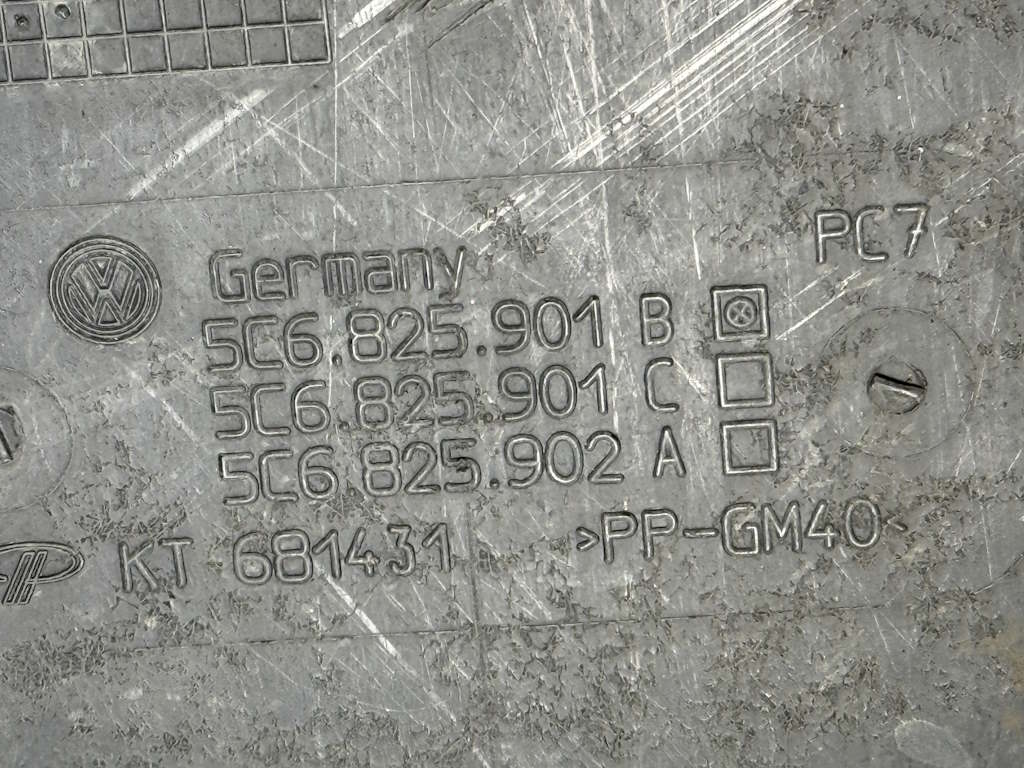 PC7
Germany
5C6.825.901 B
5C6.825.901 C
5C6.825.902 A
KT 681431 >PP-GM40<